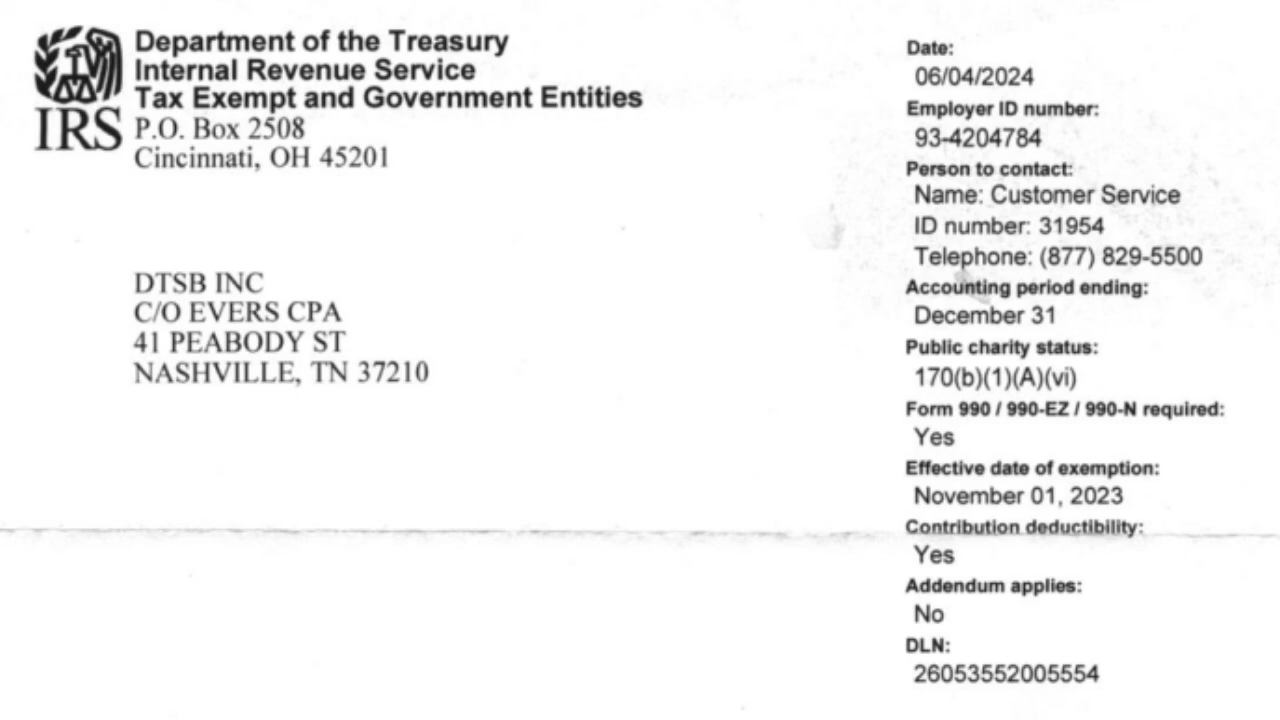 Department of the Treasury
Internal Revenue Service
Tax Exempt and Government Entities
IRS
P.O. Box 2508
Cincinnati, OH 45201
DTSB INC
C/O EVERS CPA
41 PEABODY ST
NASHVILLE, TN 37210
Date:
06/04/2024
Employer ID number:
93-4204784
Person to contact:
Name: Customer Service
ID number: 31954
Telephone: (877) 829-5500
Accounting period ending:
December 31
Public charity status:
170(b)(1)(A)(vi)
Form 990 / 990-EZ / 990-N required:
Yes
Effective date of exemption:
November 01, 2023
Contribution deductibility:
Yes
Addendum applies:
No
DLN:
26053552005554